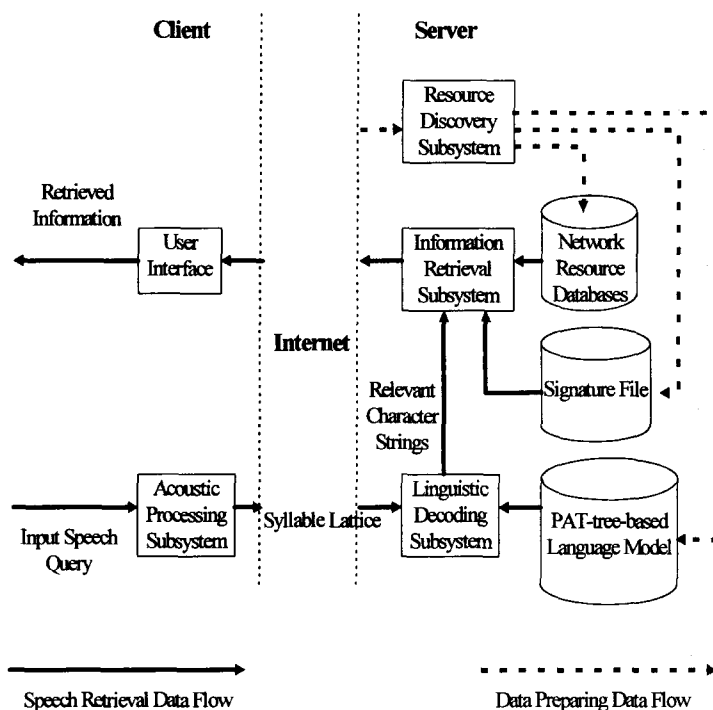 Client
Server
Resource
Discovery
Subsystem
Retrieved
Information
User
Interface
Information
Retrieval
Subsystem
Network
Resource
Databases
Internet
Relevant
Character
Strings
Signature File
Input Speech
Query
Acoustic
Processing
Subsystem
Syllable Lattice
Linguistic
Decoding
Subsystem
PAT-tree-based
Language Model
Speech Retrieval Data Flow
Data Preparing Data Flow